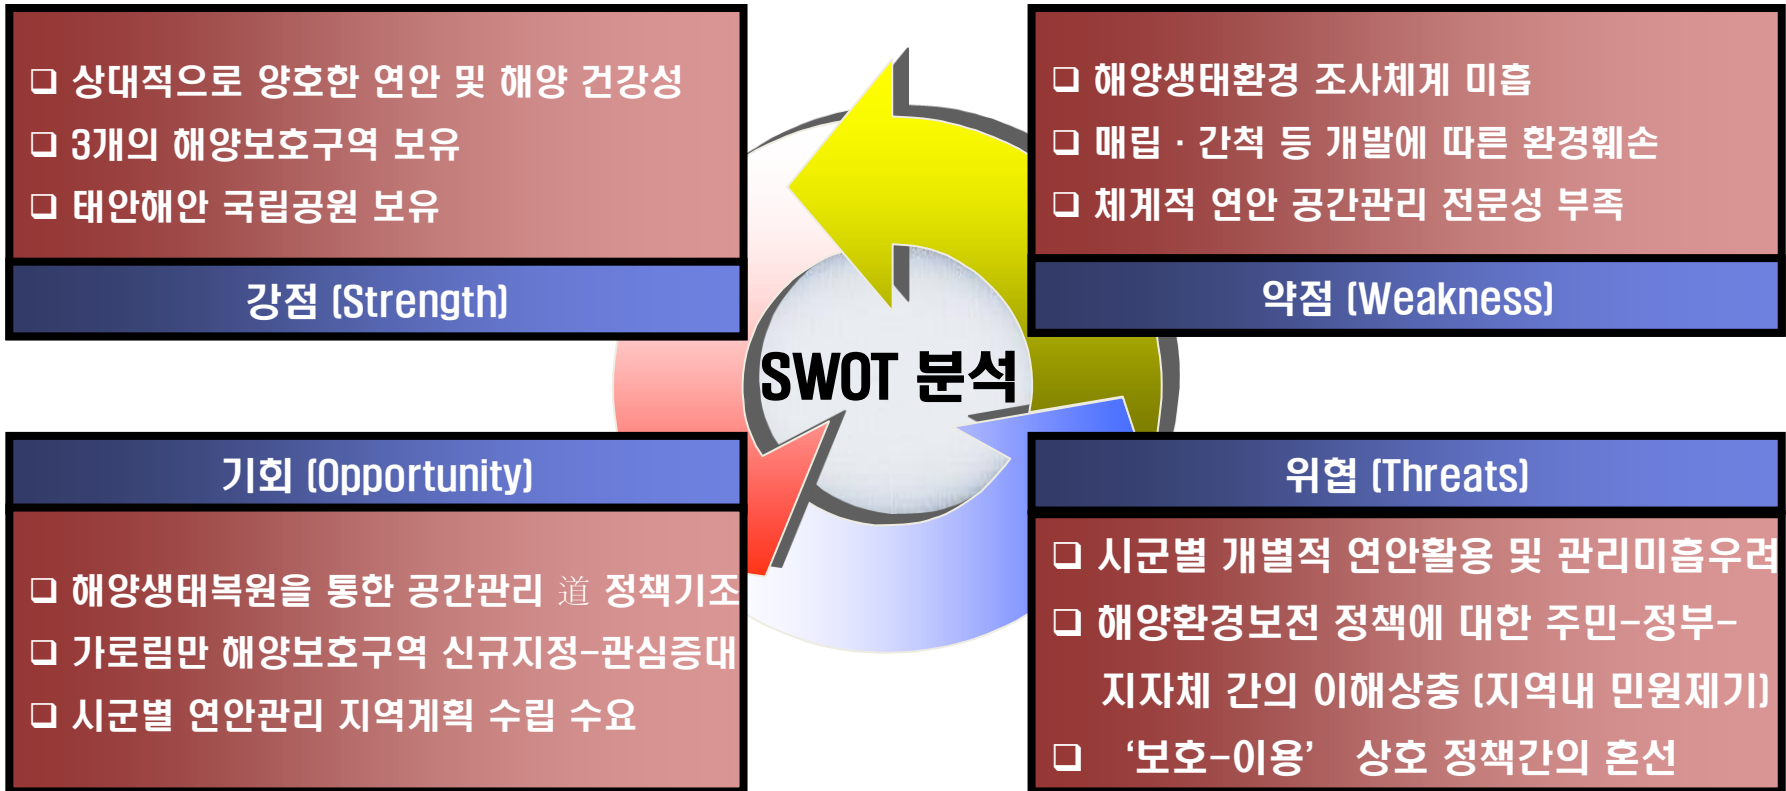 ❑ 상대적으로 양호한 연안 및 해양 건강성
❑ 3개의 해양보호구역 보유
❑ 태안해안 국립공원 보유
강점 (Strength)
❑ 해양생태환경 조사체계 미흡
❑ 매립·간척 등 개발에 따른 환경훼손
❑ 체계적 연안 공간관리 전문성 부족
약점 (Weakness)
SWOT 분석
기회 (Opportunity)
❑ 해양생태복원을 통한 공간관리 道 정책기조
❑ 가로림만 해양보호구역 신규지정-관심증대
❑ 시군별 연안관리 지역계획 수립 수요
위협 (Threats)
❑ 시군별 개별적 연안활용 및 관리미흡우려
❑ 해양환경보전 정책에 대한 주민-정부-
지자체 간의 이해상충 (지역내 민원제기)
❑ ‘보호-이용’ 상호 정책간의 혼선